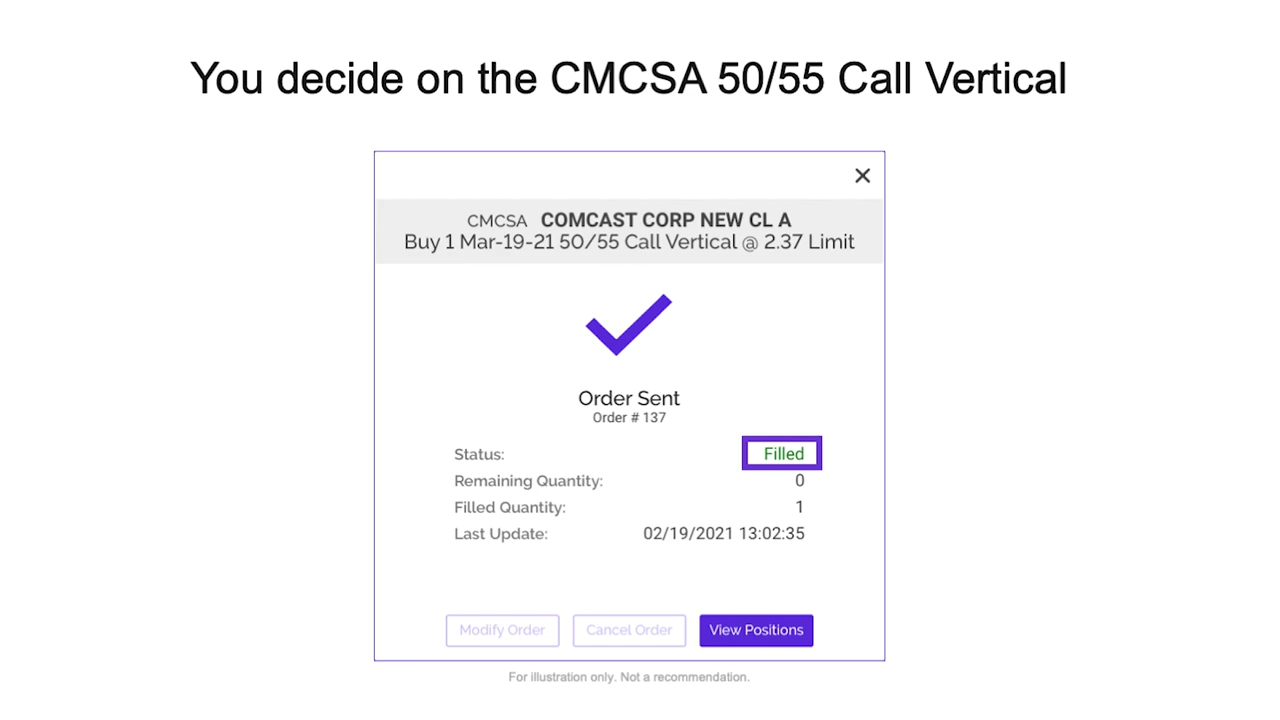 You decide on the CMCSA 50/55 Call Vertical
CMCSA COMCAST CORP NEW CL A
Buy 1 Mar-19-21 50/55 Call Vertical @ 2.37 Limit
Order Sent
Order # 137
Status: Filled
Remaining Quantity: 0
Filled Quantity: 1
Last Update: 02/19/2021 13:02:35
Modify Order Cancel Order View Positions
For illustration only. Not a recommendation.